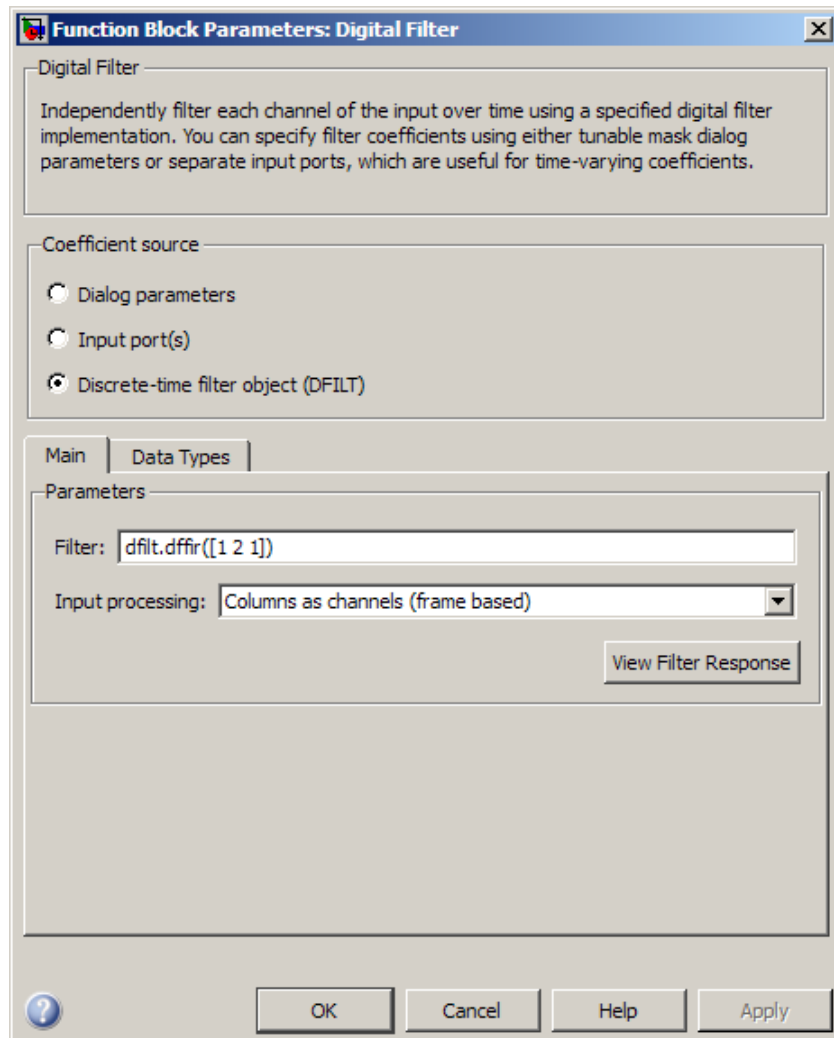 Function Block Parameters: Digital Filter
Digital Filter
Independently filter each channel of the input over time using a specified digital filter
implementation. You can specify filter coefficients using either tunable mask dialog
parameters or separate input ports, which are useful for time-varying coefficients.
Coefficient source
Dialog parameters
Input port(s)
Discrete-time filter object (DFILT)
Main Data Types
Parameters
Filter: dfilt.dffir([1 2 1])
Input processing: Columns as channels (frame based)
View Filter Response
? OK Cancel Help Apply